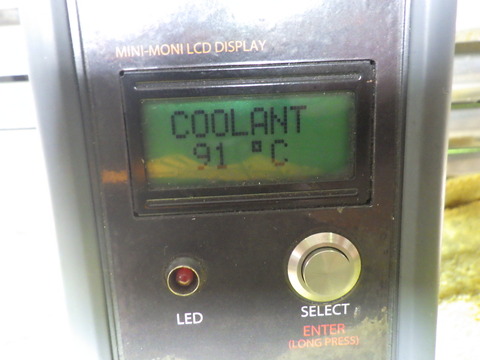 MINI-MONI LCD DISPLAY
COOLANT
91 °C
LED
SELECT
ENTER
(LONG PRESS)